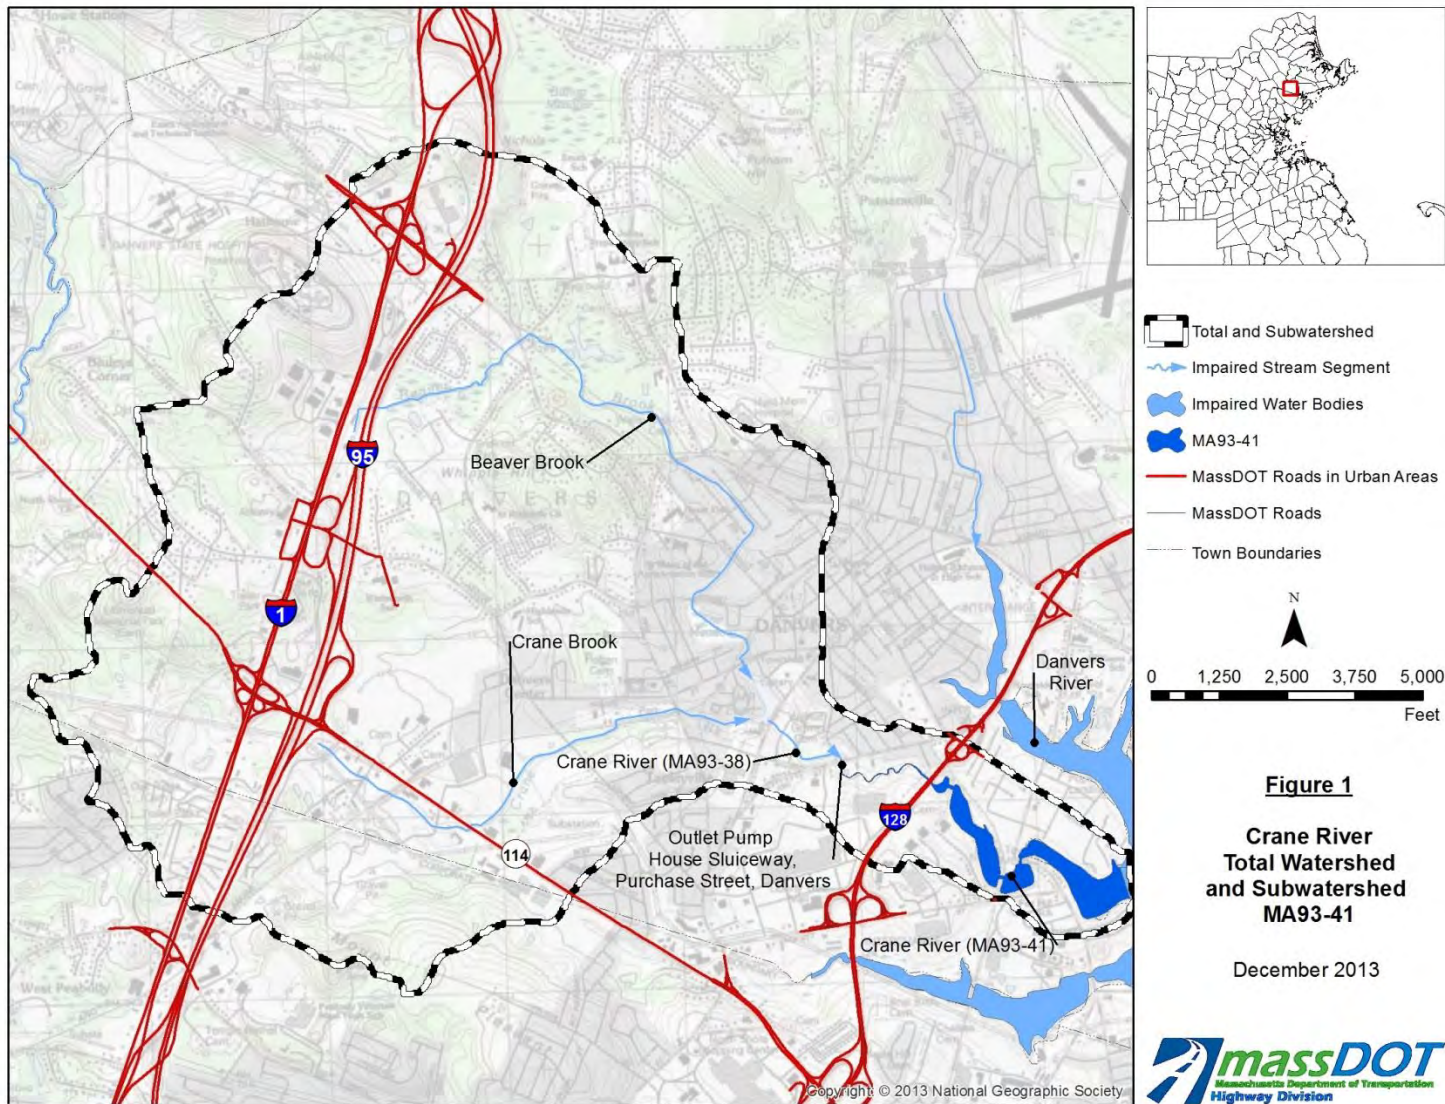 95
Beaver Brook
DANVERS
1
Crane Brook
DANVERS
Danvers
River
Crane River (MA93-38)
128
114
Outlet Pump
House Sluiceway,
Purchase Street, Danvers
Crane River (MA93-41)
West Peabody
Copyright: © 2013 National Geographic Society
Total and Subwatershed
Impaired Stream Segment
Impaired Water Bodies
MA93-41
MassDOT Roads in Urban Areas
MassDOT Roads
Town Boundaries
N
0 1,250 2,500 3,750 5,000
Feet
Figure 1
Crane River
Total Watershed
and Subwatershed
MA93-41
December 2013
massDOT
Massachusetts Department of Transportation
Highway Division